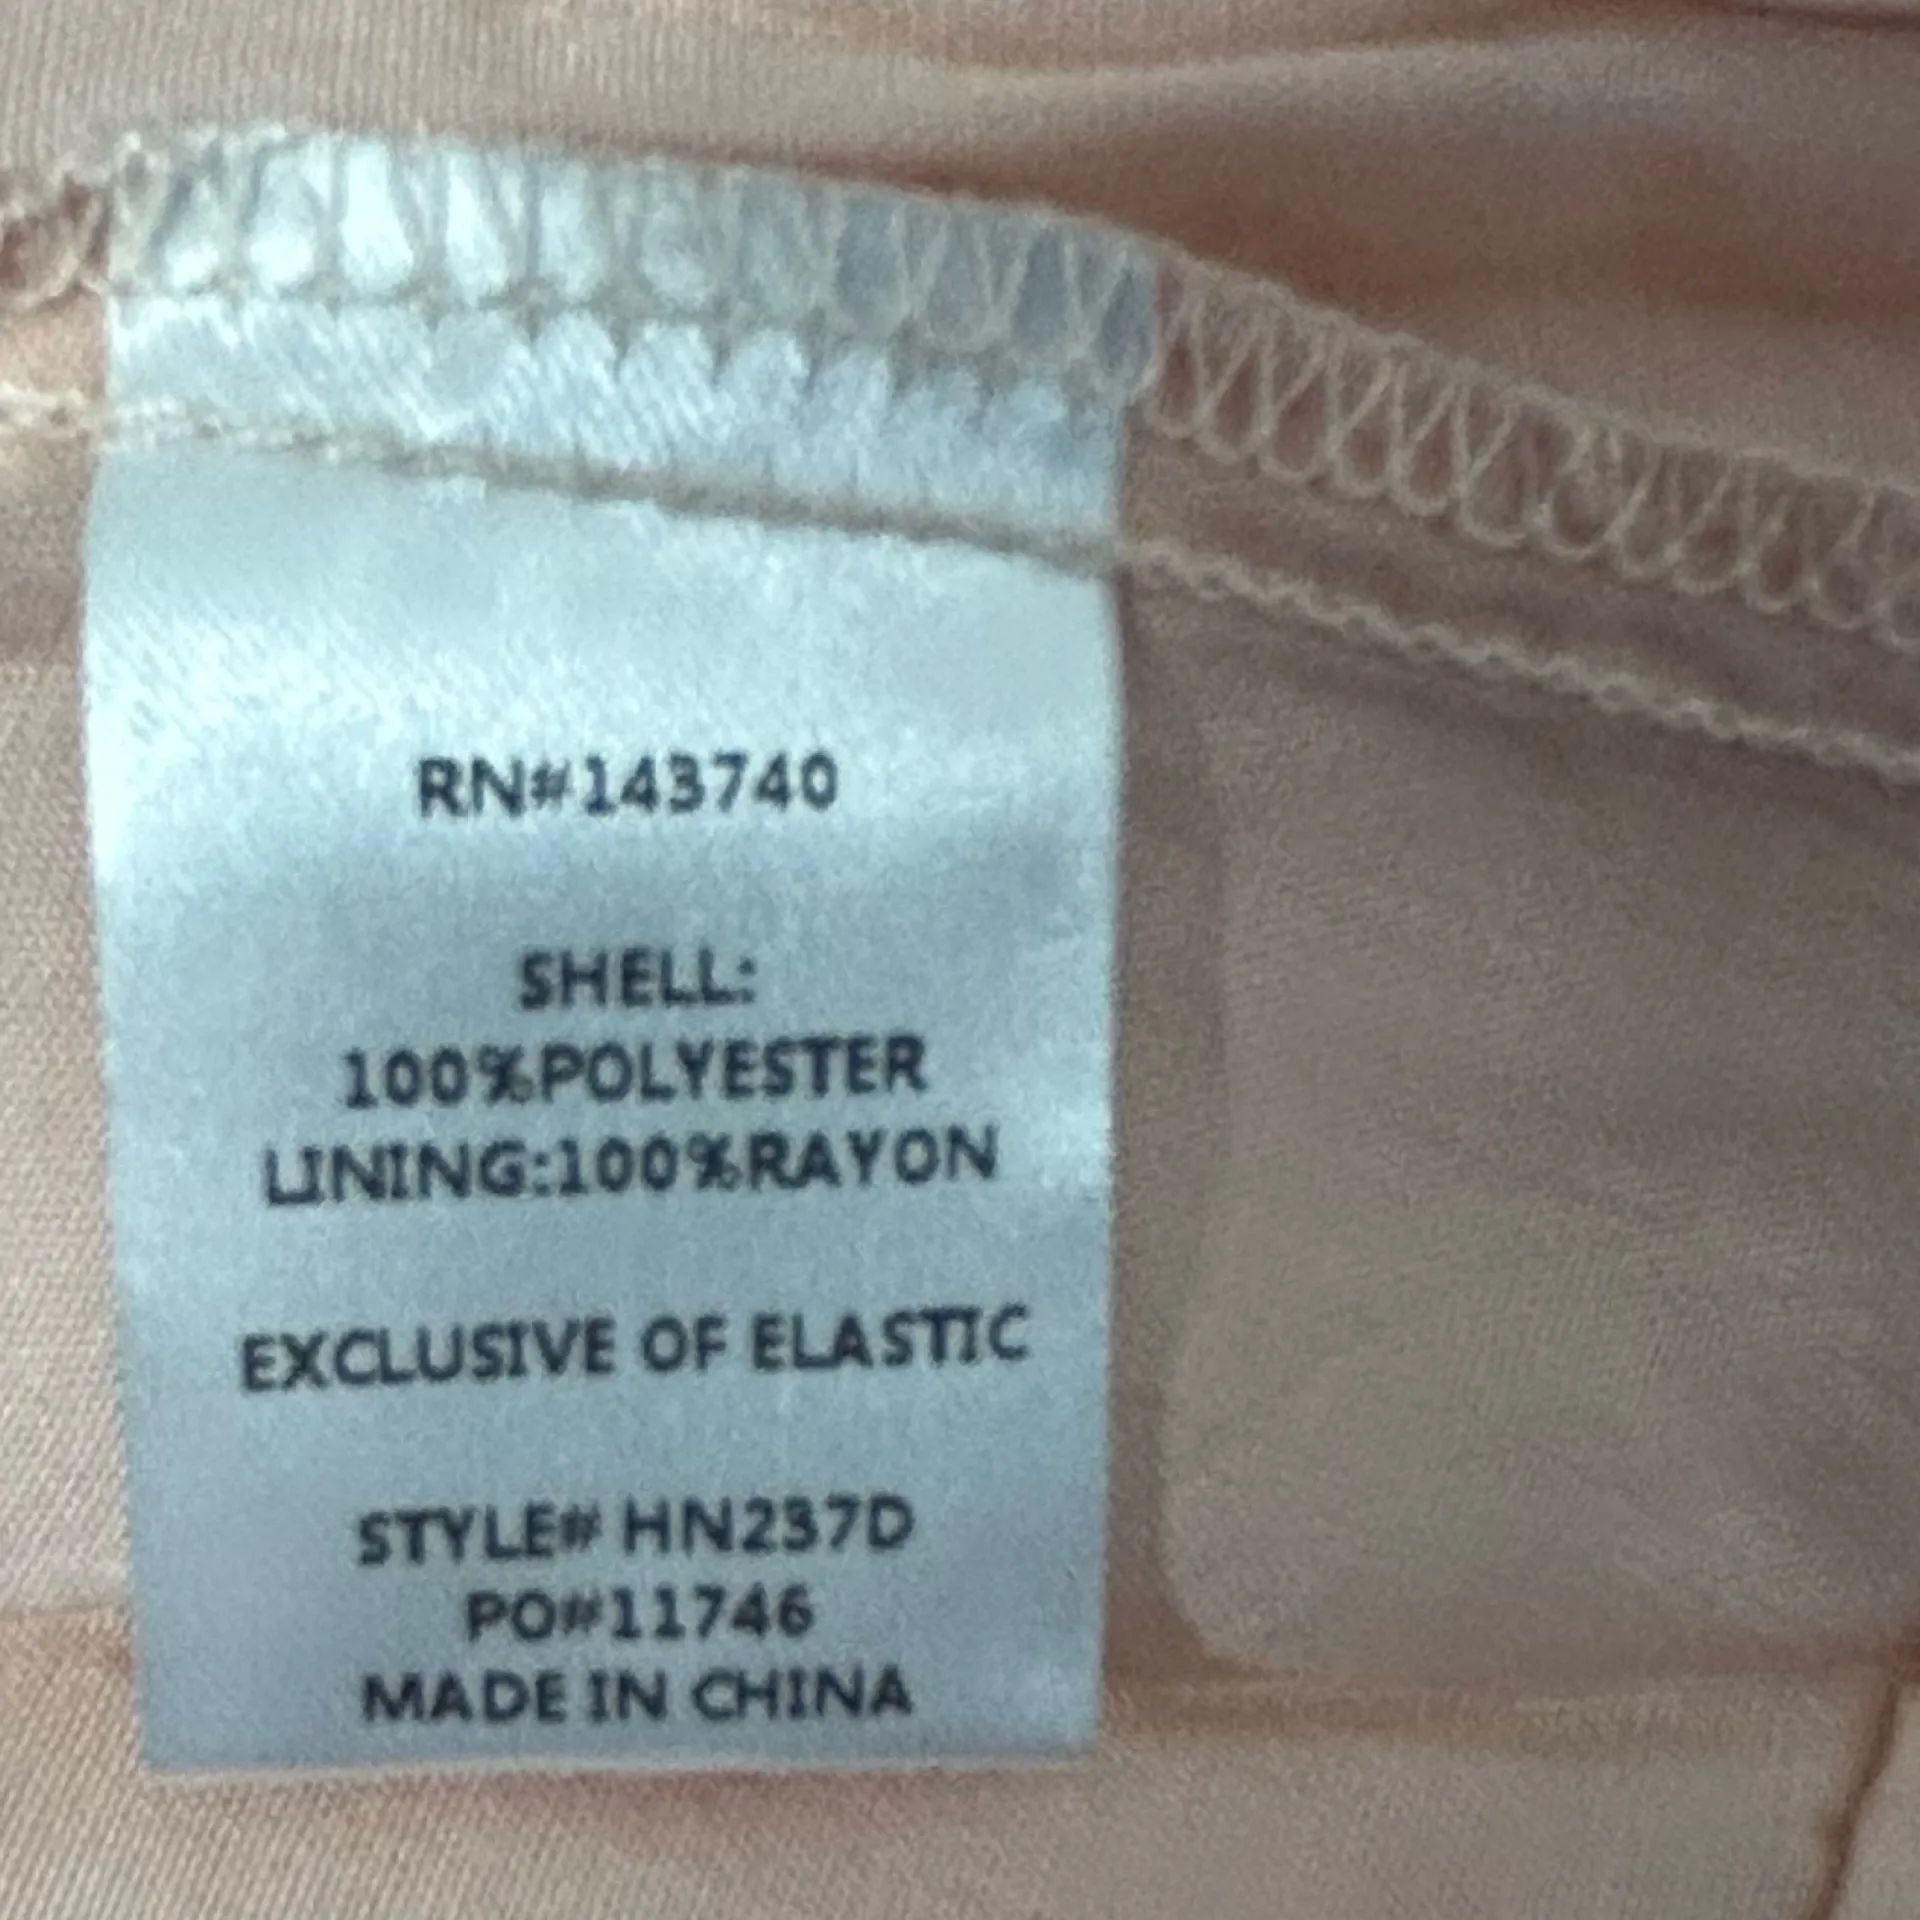 RN#143740
SHELL:
100%POLYESTER
LINING:100%RAYON
EXCLUSIVE OF ELASTIC
STYLE# HN237D
PO#11746
MADE IN CHINA